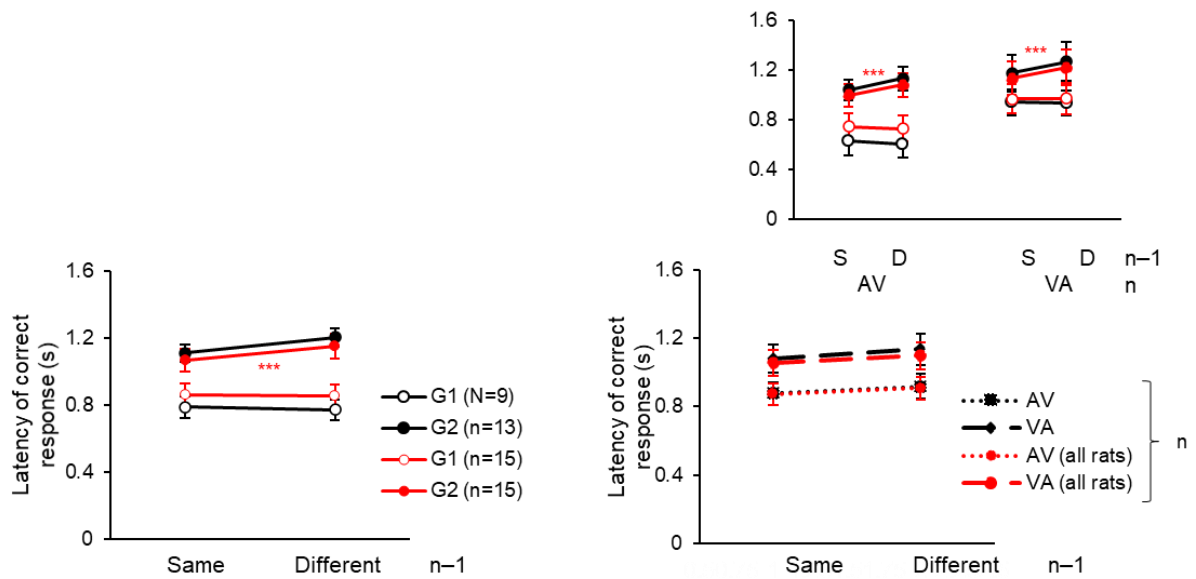 1.6
1.2
0.8
0.4
0
***
***
S D S D n–1
AV VA n
Latency of correct
response (s)
1.6
1.2
0.8
0.4
0
***
G1 (N=9)
G2 (n=13)
G1 (n=15)
G2 (n=15)
Same Different n–1
Latency of correct
response (s)
1.6
1.2
0.8
0.4
0
AV
VA
AV (all rats)
VA (all rats)
n
Same Different n–1